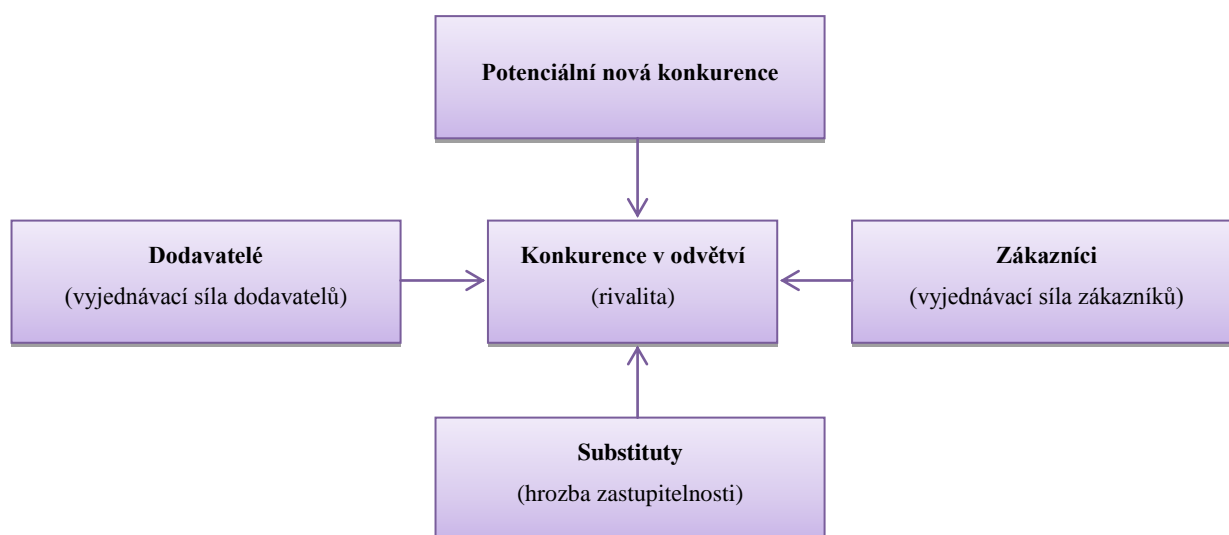 Potenciální nová konkurence
Dodavatelé
(vyjednávací síla dodavatelů)
Konkurence v odvětví
(rivalita)
Zákazníci
(vyjednávací síla zákazníků)
Substituty
(hrozba zastupitelnosti)